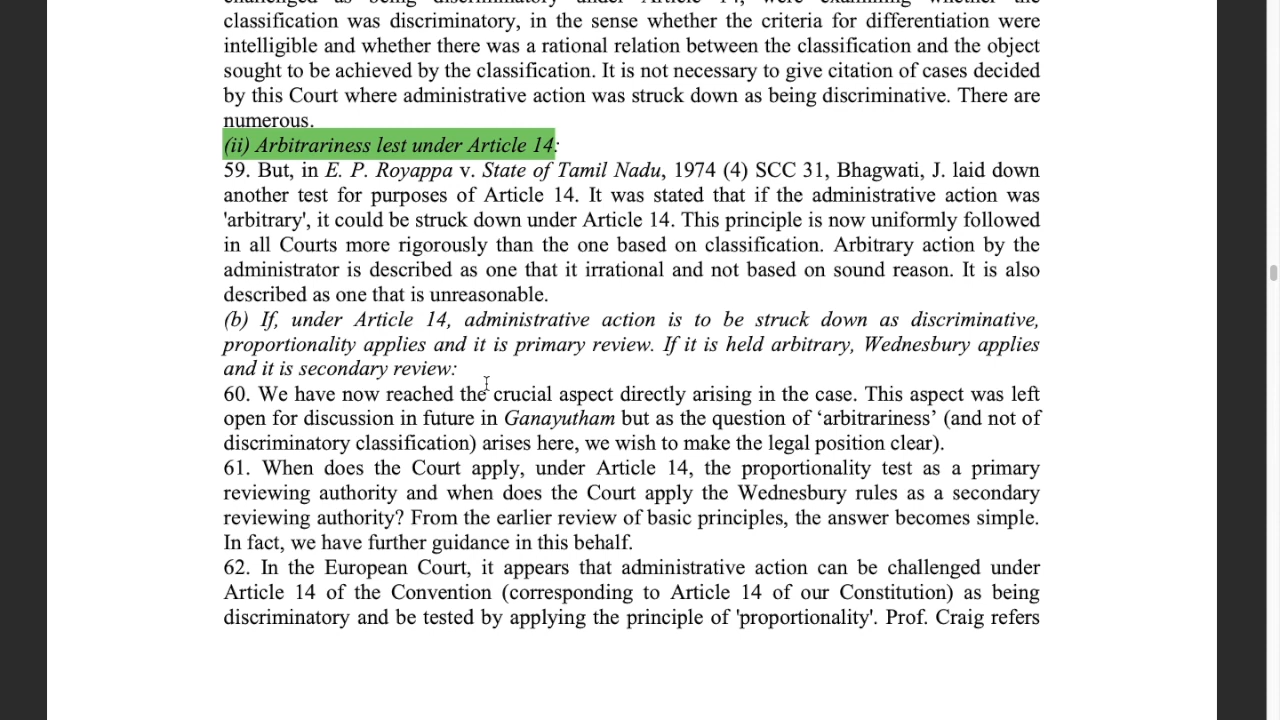 challenged as being discriminatory under Article 14, were examining whether the
classification was discriminatory, in the sense whether the criteria for differentiation were
intelligible and whether there was a rational relation between the classification and the object
sought to be achieved by the classification. It is not necessary to give citation of cases decided
by this Court where administrative action was struck down as being discriminative. There are
numerous.
(ii) Arbitrariness lest under Article 14:
59. But, in E. P. Royappa v. State of Tamil Nadu, 1974 (4) SCC 31, Bhagwati, J. laid down
another test for purposes of Article 14. It was stated that if the administrative action was
'arbitrary', it could be struck down under Article 14. This principle is now uniformly followed
in all Courts more rigorously than the one based on classification. Arbitrary action by the
administrator is described as one that it irrational and not based on sound reason. It is also
described as one that is unreasonable.
(b) If, under Article 14, administrative action is to be struck down as discriminative,
proportionality applies and it is primary review. If it is held arbitrary, Wednesbury applies
and it is secondary review:
60. We have now reached the crucial aspect directly arising in the case. This aspect was left
open for discussion in future in Ganayutham but as the question of ‘arbitrariness’ (and not of
discriminatory classification) arises here, we wish to make the legal position clear).
61. When does the Court apply, under Article 14, the proportionality test as a primary
reviewing authority and when does the Court apply the Wednesbury rules as a secondary
reviewing authority? From the earlier review of basic principles, the answer becomes simple.
In fact, we have further guidance in this behalf.
62. In the European Court, it appears that administrative action can be challenged under
Article 14 of the Convention (corresponding to Article 14 of our Constitution) as being
discriminatory and be tested by applying the principle of 'proportionality'. Prof. Craig refers